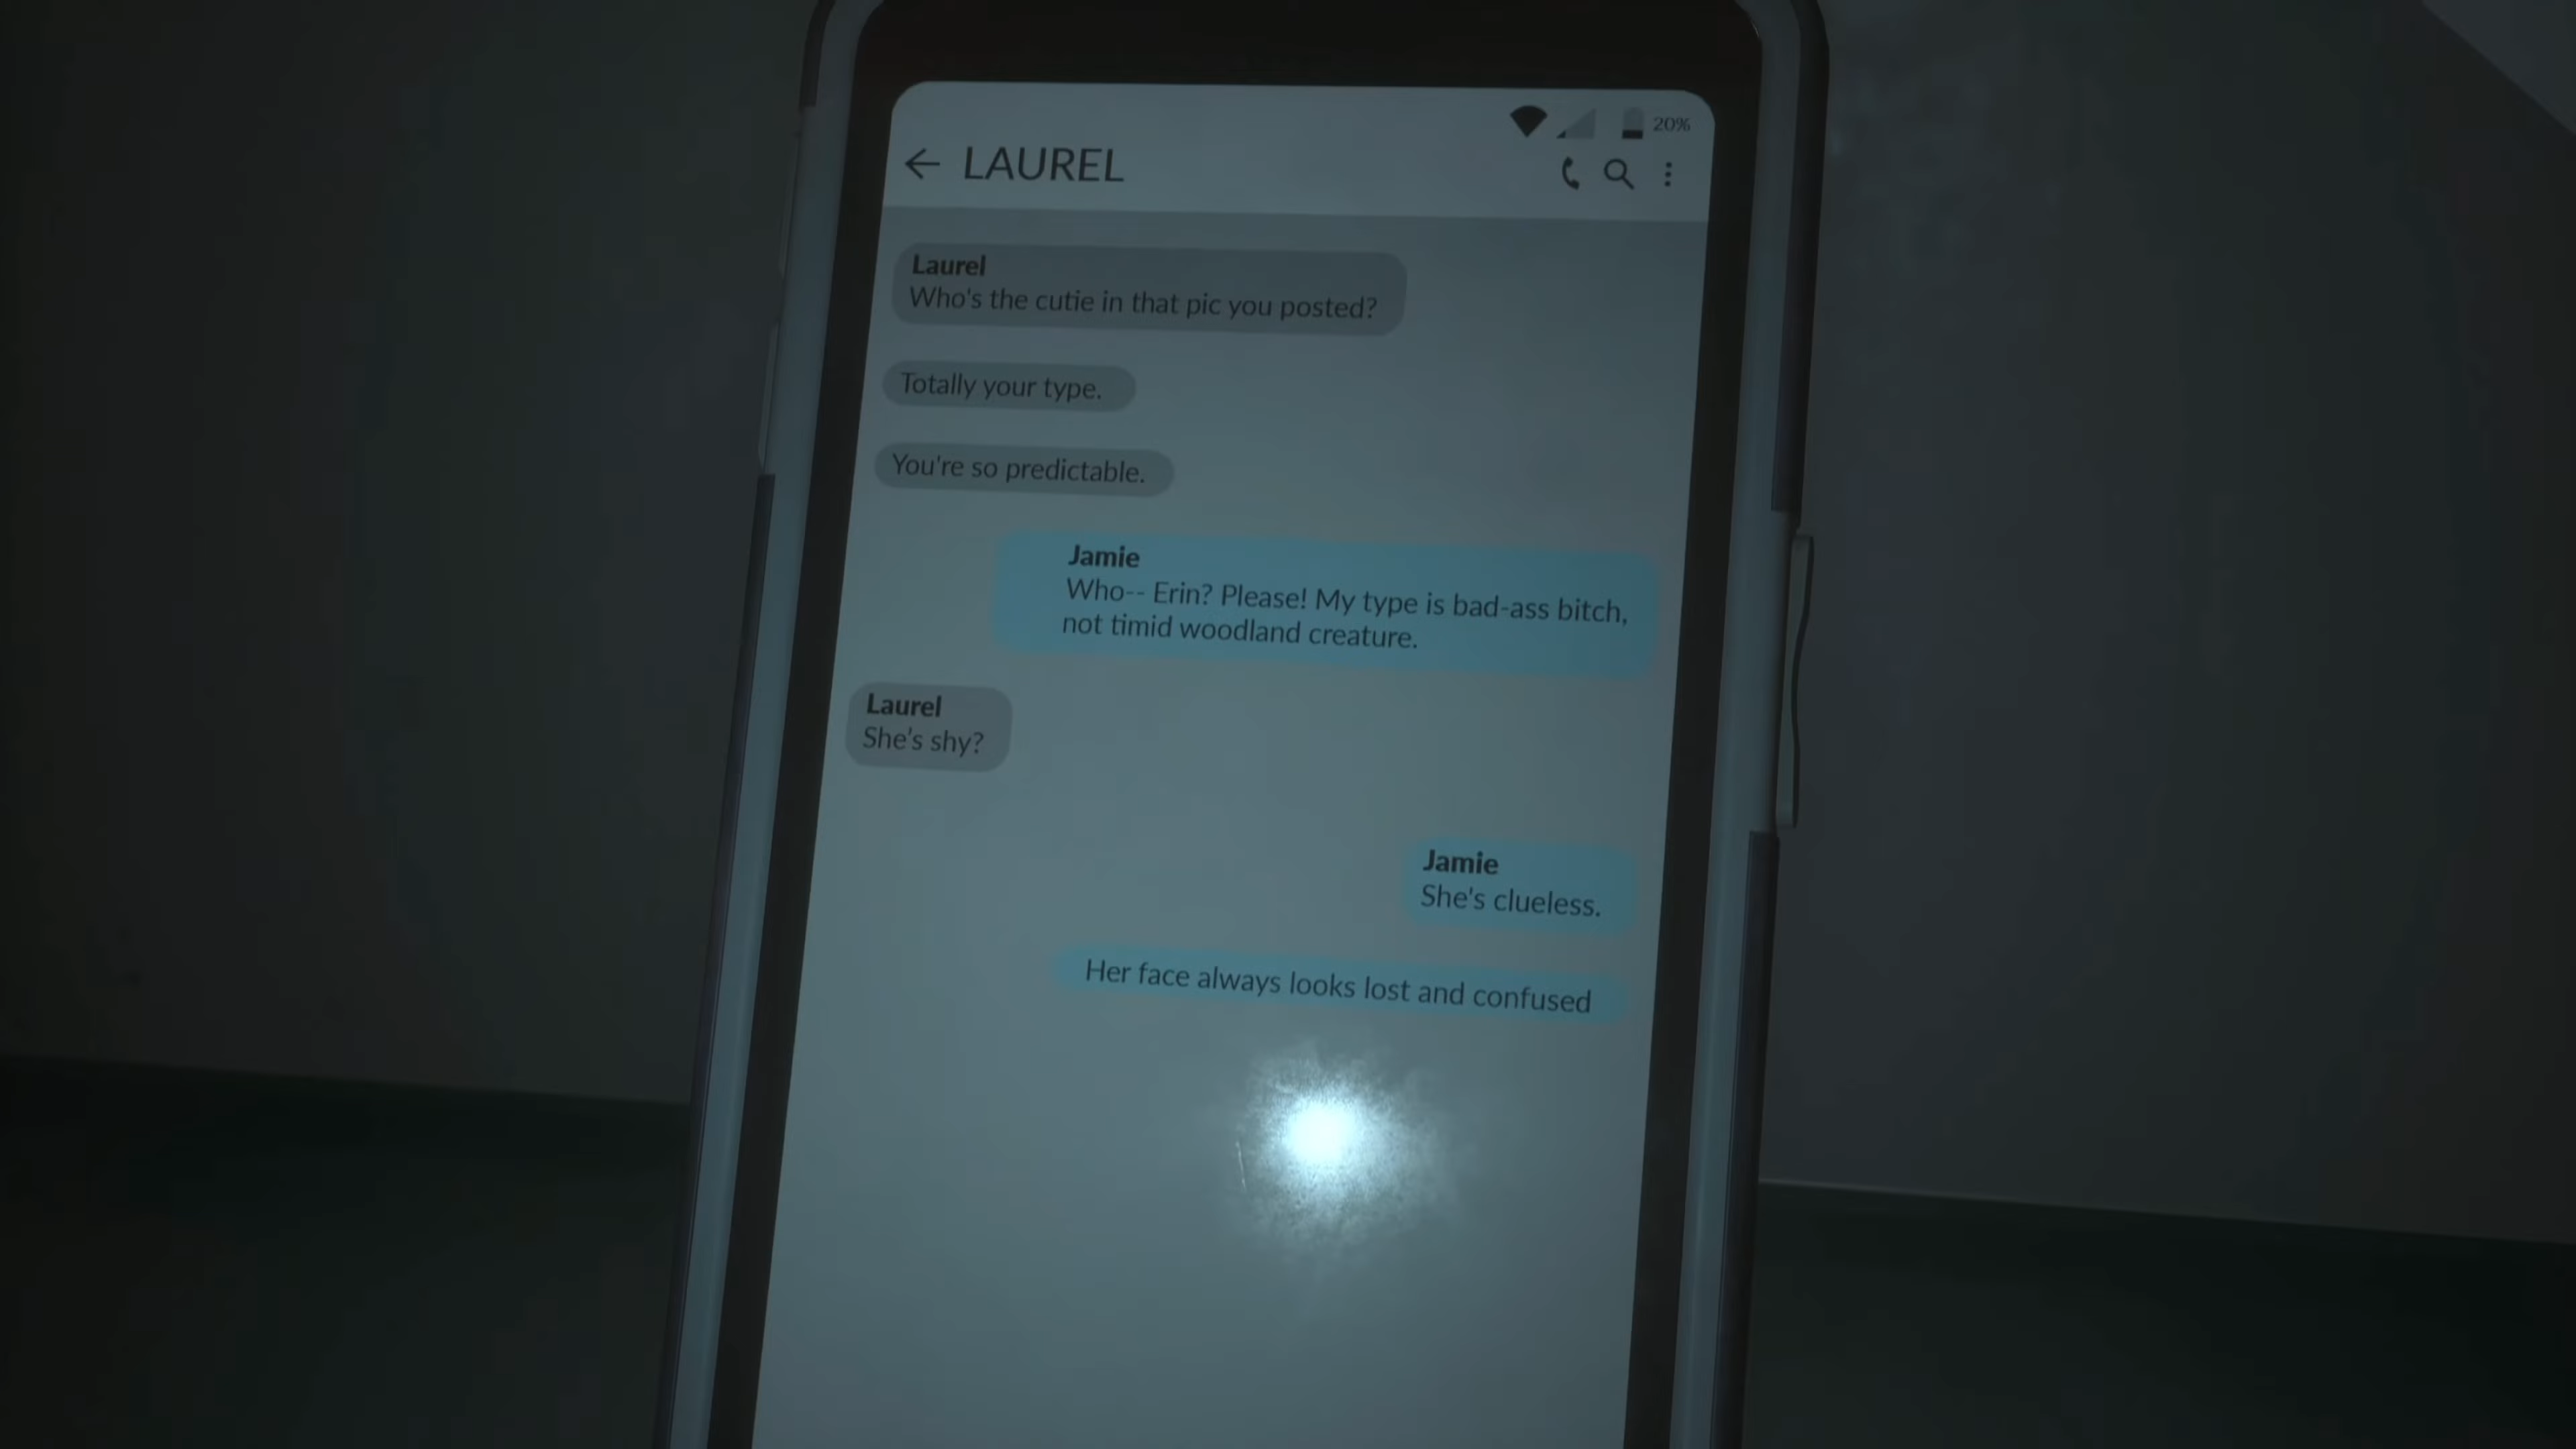 20%
LAUREL
Laurel
Who's the cutie in that pic you posted?
Totally your type.
You're so predictable.
Jamie
Who-- Erin? Please! My type is bad-ass bitch,
not timid woodland creature.
Laurel
She's shy?
Jamie
She's clueless.
Her face always looks lost and confused